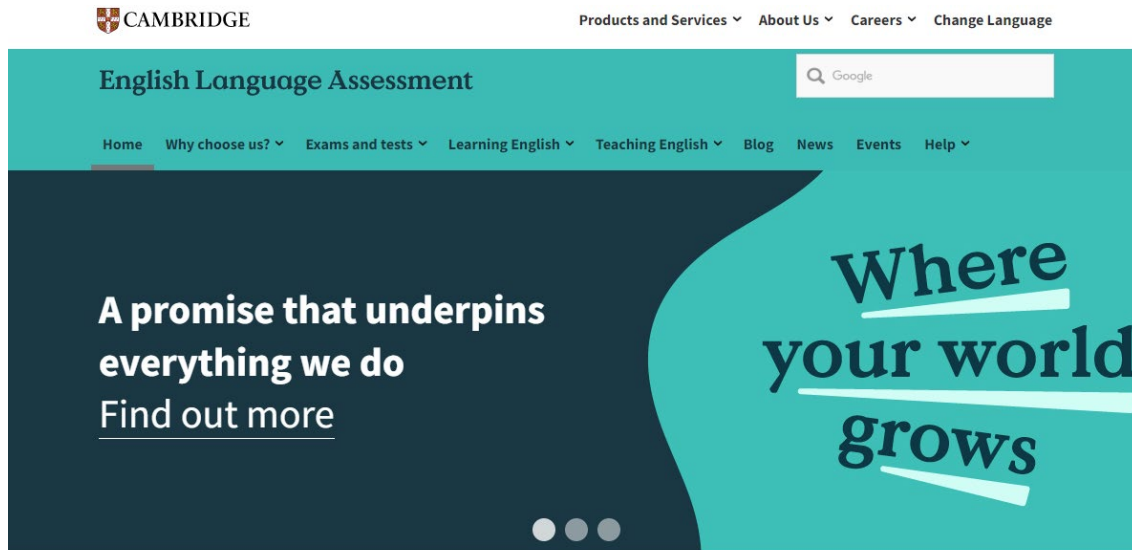 CAMBRIDGE
Products and Services About Us Careers Change Language
English Language Assessment
Google
Home Why choose us? Exams and tests Learning English Teaching English Blog News Events Help
A promise that underpins
everything we do
Find out more
Where
your world
grows